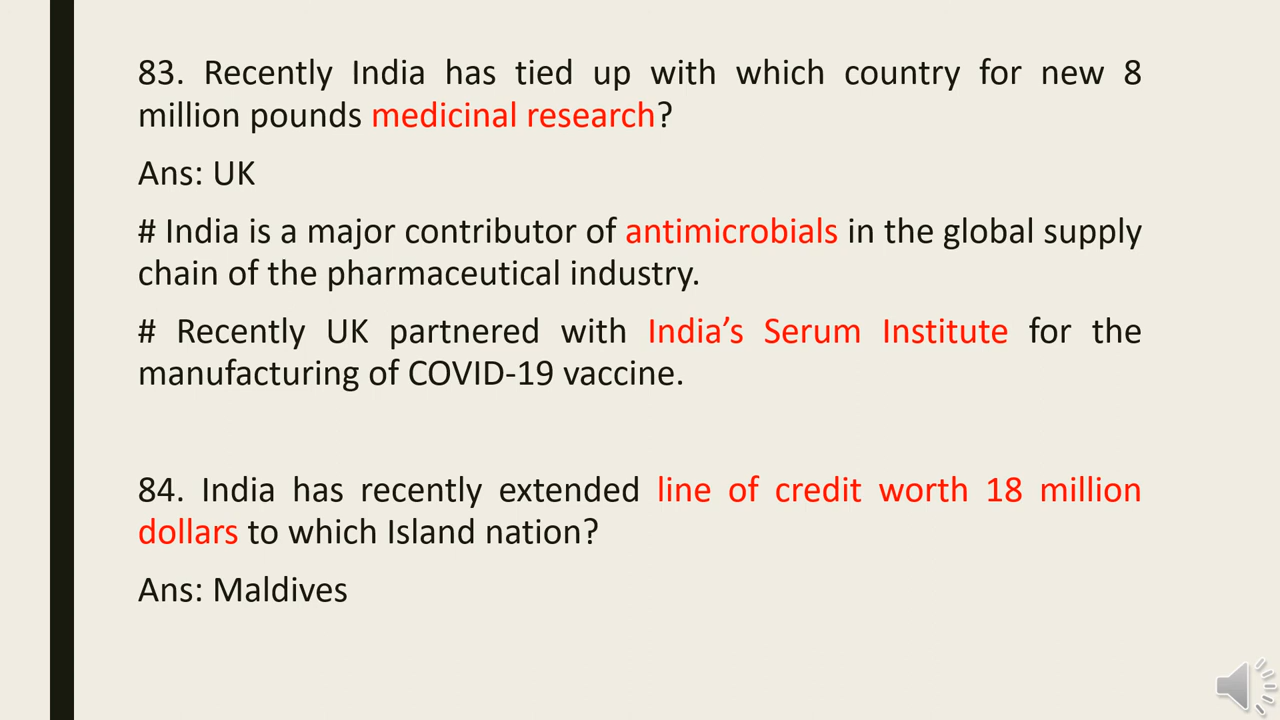 83. Recently India has tied up with which country for new 8
million pounds medicinal research?
Ans: UK
# India is a major contributor of antimicrobials in the global supply
chain of the pharmaceutical industry.
# Recently UK partnered with India’s Serum Institute for the
manufacturing of COVID-19 vaccine.
84. India has recently extended line of credit worth 18 million
dollars to which Island nation?
Ans: Maldives